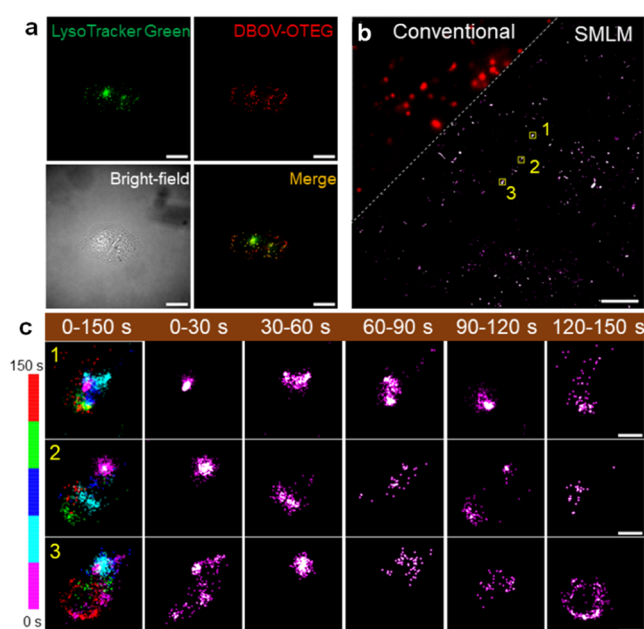 a
LysoTracker Green
DBOV-OTEG
Bright-field
Merge
b
Conventional
SMLM
1
2
3
c
0-150 s
0-30 s
30-60 s
60-90 s
90-120 s
120-150 s
150 s
0 s
1
2
3